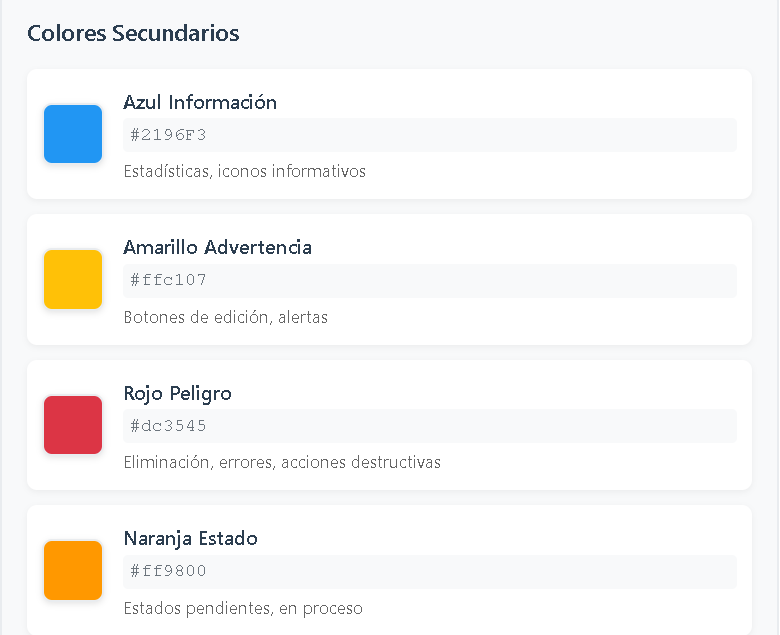 Colores Secundarios
Azul Información
#2196F3
Estadísticas, iconos informativos
Amarillo Advertencia
#ffc107
Botones de edición, alertas
Rojo Peligro
#dc3545
Eliminación, errores, acciones destructivas
Naranja Estado
#ff9800
Estados pendientes, en proceso